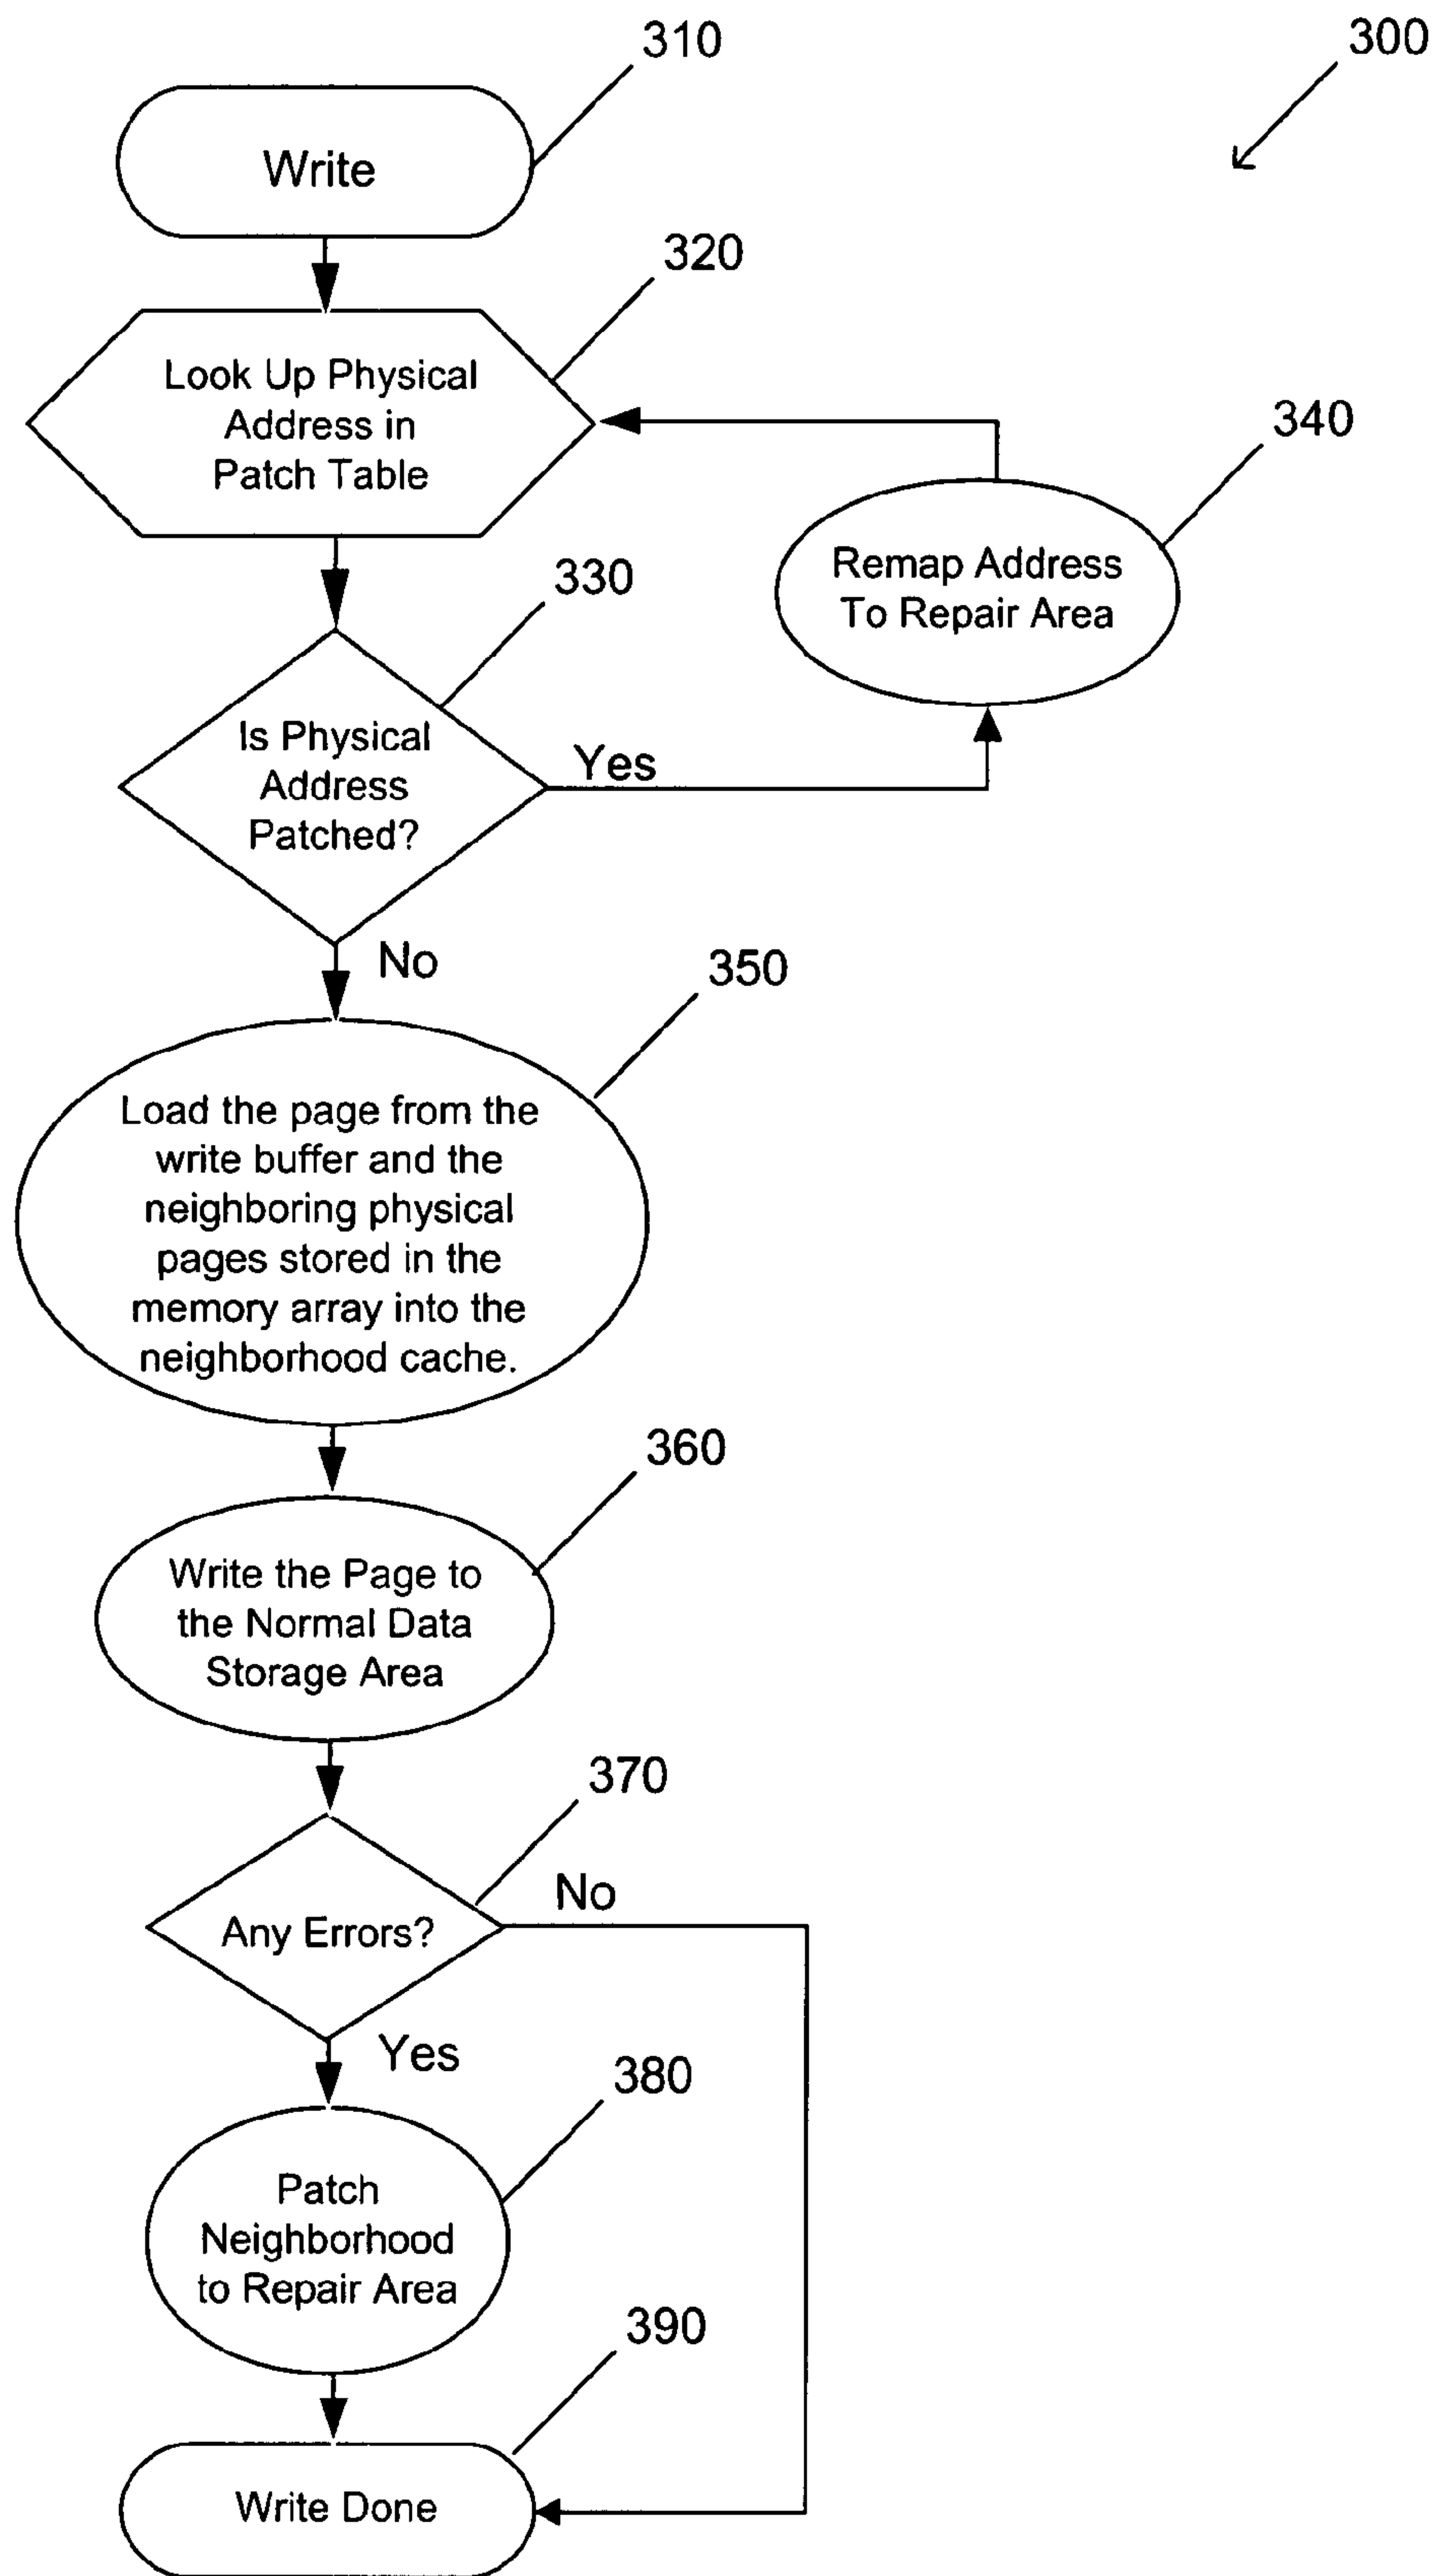 310
300
Write
320
Look Up Physical
Address in
Patch Table
340
Remap Address
To Repair Area
330
Is Physical
Address
Patched?
Yes
No
350
Load the page from the
write buffer and the
neighboring physical
pages stored in the
memory array into the
neighborhood cache.
360
Write the Page to
the Normal Data
Storage Area
370
No
Any Errors?
Yes
380
Patch
Neighborhood
to Repair Area
390
Write Done